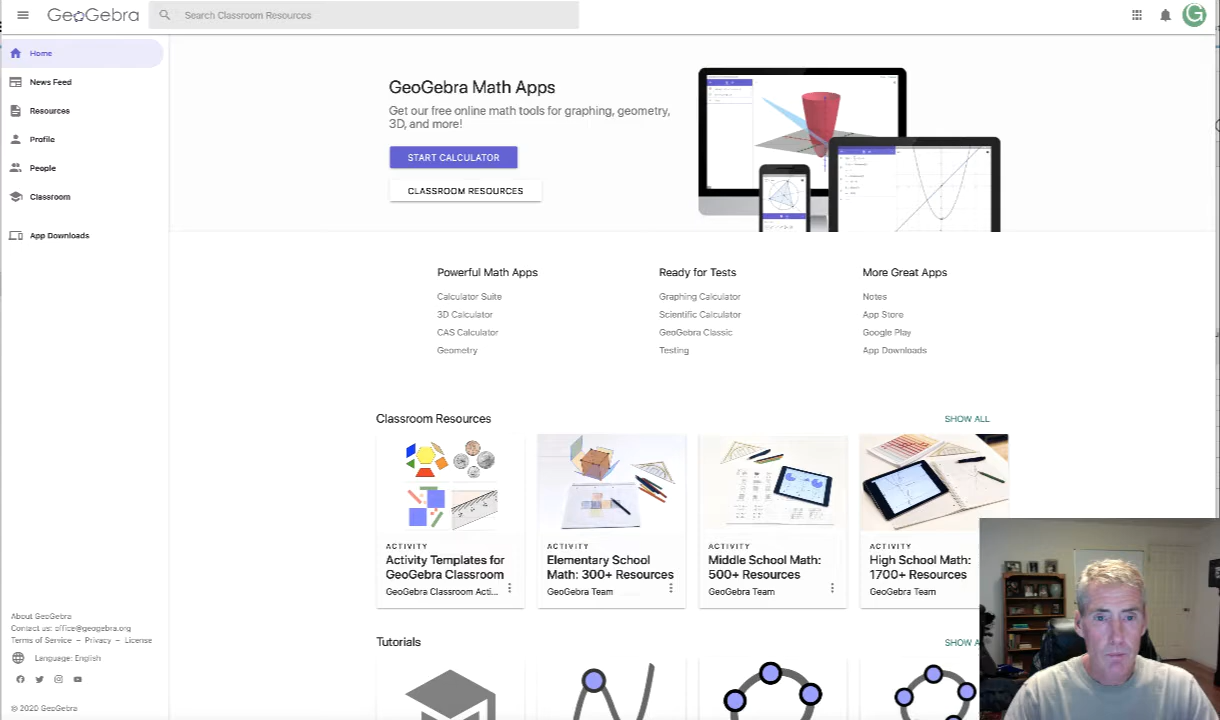 GeoGebra
Search Classroom Resources
G
Home
News Feed
Resources
Profile
People
Classroom
App Downloads
GeoGebra Math Apps
Get our free online math tools for graphing, geometry,
3D, and more!
START CALCULATOR
CLASSROOM RESOURCES
Powerful Math Apps
Calculator Suite
3D Calculator
CAS Calculator
Geometry
Ready for Tests
Graphing Calculator
Scientific Calculator
GeoGebra Classic
Testing
More Great Apps
Notes
App Store
Google Play
App Downloads
Classroom Resources
SHOW ALL
ACTIVITY
Activity Templates for
GeoGebra Classroom
GeoGebra Classroom Acti...
ACTIVITY
Elementary School
Math: 300+ Resources
GeoGebra Team
ACTIVITY
Middle School Math:
500+ Resources
GeoGebra Team
ACTIVITY
High School Math:
1700+ Resources
GeoGebra Team
Tutorials
SHOW A
About GeoGebra
Contact us: office@geogebra.org
Terms of Service – Privacy – License
Language: English
© 2020 GeoGebra